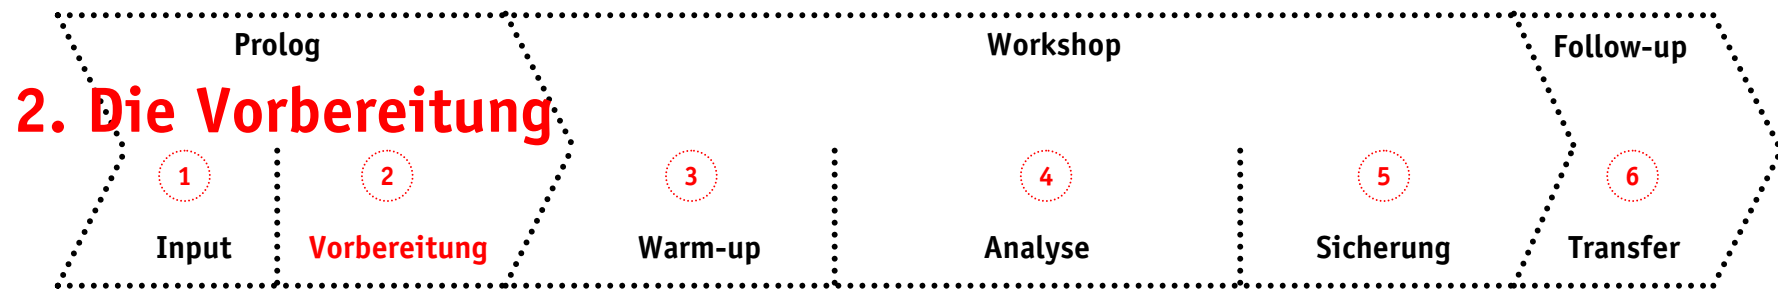 Prolog
Workshop
Follow-up
2. Die Vorbereitung
1
2
3
4
5
6
Input
Vorbereitung
Warm-up
Analyse
Sicherung
Transfer